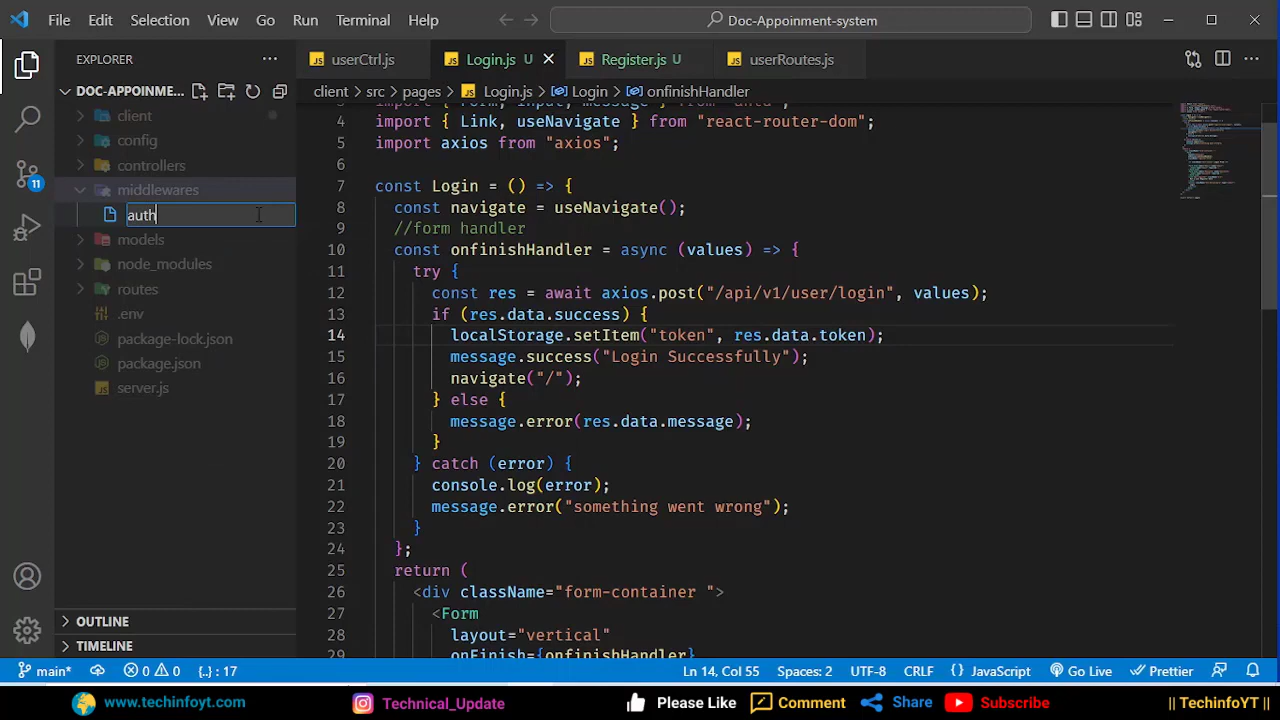 File Edit Selection View Go Run Terminal Help
Doc-Appoinment-system
EXPLORER
DOC-APPOINME...
client
config
controllers
middlewares
auth
models
node_modules
routes
.env
package-lock.json
package.json
server.js
OUTLINE
TIMELINE
userCtrl.js
Login.js U
Register.js U
userRoutes.js
client > src > pages > Login.js > Login > onfinishHandler
4 import { Link, useNavigate } from "react-router-dom";
5 import axios from "axios";
6
7 const Login = () => {
8 const navigate = useNavigate();
9 //form handler
10 const onfinishHandler = async (values) => {
11 try {
12 const res = await axios.post("/api/v1/user/login", values);
13 if (res.data.success) {
14 localStorage.setItem("token", res.data.token);
15 message.success("Login Successfully");
16 navigate("/");
17 } else {
18 message.error(res.data.message);
19 }
20 } catch (error) {
21 console.log(error);
22 message.error("something went wrong");
23 }
24 };
25 return (
26 <div className="form-container ">
27 <Form
28 layout="vertical"
29 onFinish={onfinishHandler}
11
main* 0 0 {..} : 17 Ln 14, Col 55 Spaces: 2 UTF-8 CRLF {} JavaScript Go Live Prettier
www.techinfoyt.com Technical_Update Please Like Comment Share Subscribe || TechinfoYT ||